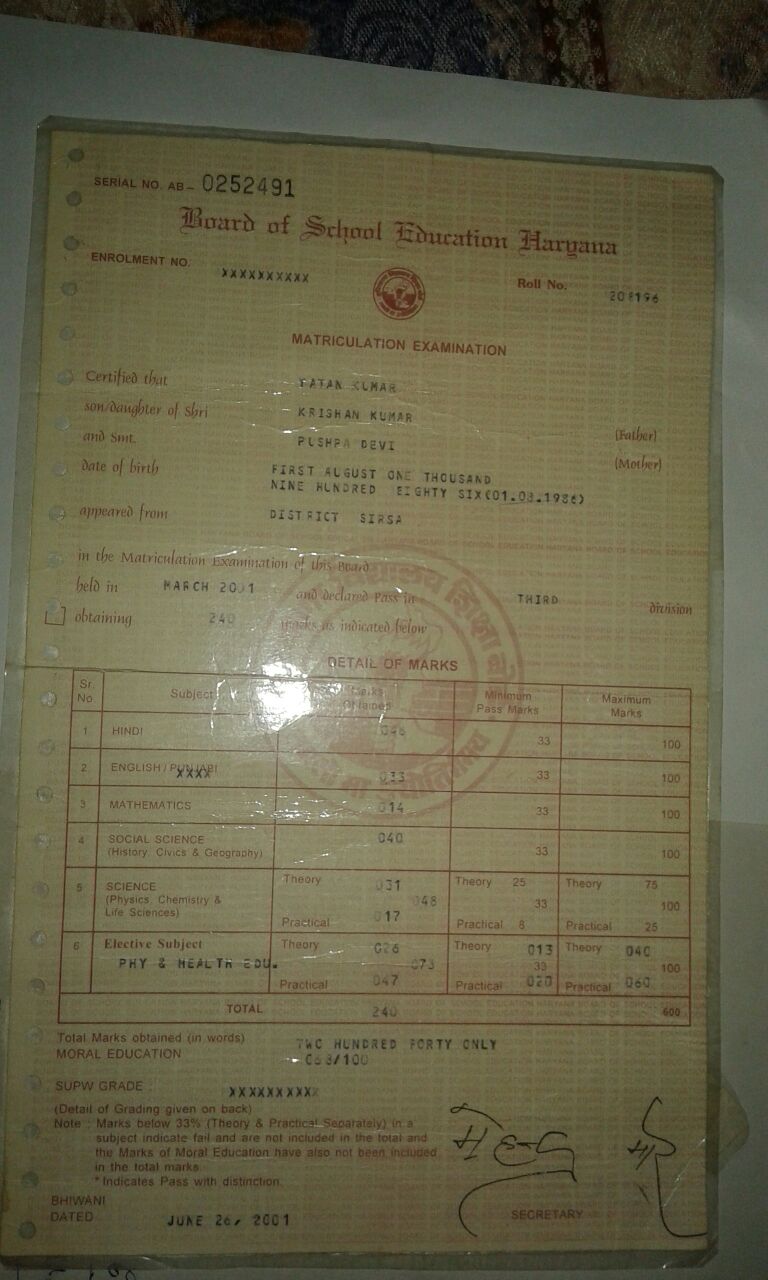 SERIAL NO. AB – 0252491
Board of School Education Haryana
ENROLMENT NO. XXXXXXXXXX
Roll No. 208196
MATRICULATION EXAMINATION
Certified that KUMAR
son/daughter of Shri KRISHAN KUMAR (Father)
and Smt. PUSHPA DEVI (Mother)
date of birth FIRST AUGUST ONE THOUSAND
NINE HUNDRED EIGHTY SIX(01.08.1986)
appeared from DISTRICT SIRSA
in the Matriculation Examination of this Board
held in MARCH 2001 and declared Pass in THIRD division
obtaining 240 marks as indicated below
DETAIL OF MARKS
Sr. No Subject Marks Obtained Minimum Pass Marks Maximum Marks
1 HINDI 33 100
2 ENGLISH / PUNJABI XXXX 033 33 100
3 MATHEMATICS 014 33 100
4 SOCIAL SCIENCE 040 33 100
(History, Civics & Geography)
5 SCIENCE Theory 031 Theory 25 Theory 75
(Physics, Chemistry & 048 33 100
Life Sciences) Practical 017 Practical 8 Practical 25
6 Elective Subject Theory 026 Theory 013 Theory 040
PHY & HEALTH EDU. 073 33 100
Practical 047 Practical 020 Practical 060
TOTAL 240 600
Total Marks obtained (in words) TWO HUNDRED FORTY ONLY
MORAL EDUCATION
SUPW GRADE : XXXXXXXXXX
(Detail of Grading given on back)
Note : Marks below 33% (Theory & Practical Separately) in a
subject indicate fail and are not included in the total and
the Marks of Moral Education have also not been included
in the total marks.
* Indicates Pass with distinction.
BHIWANI
DATED JUNE 26, 2001
SECRETARY